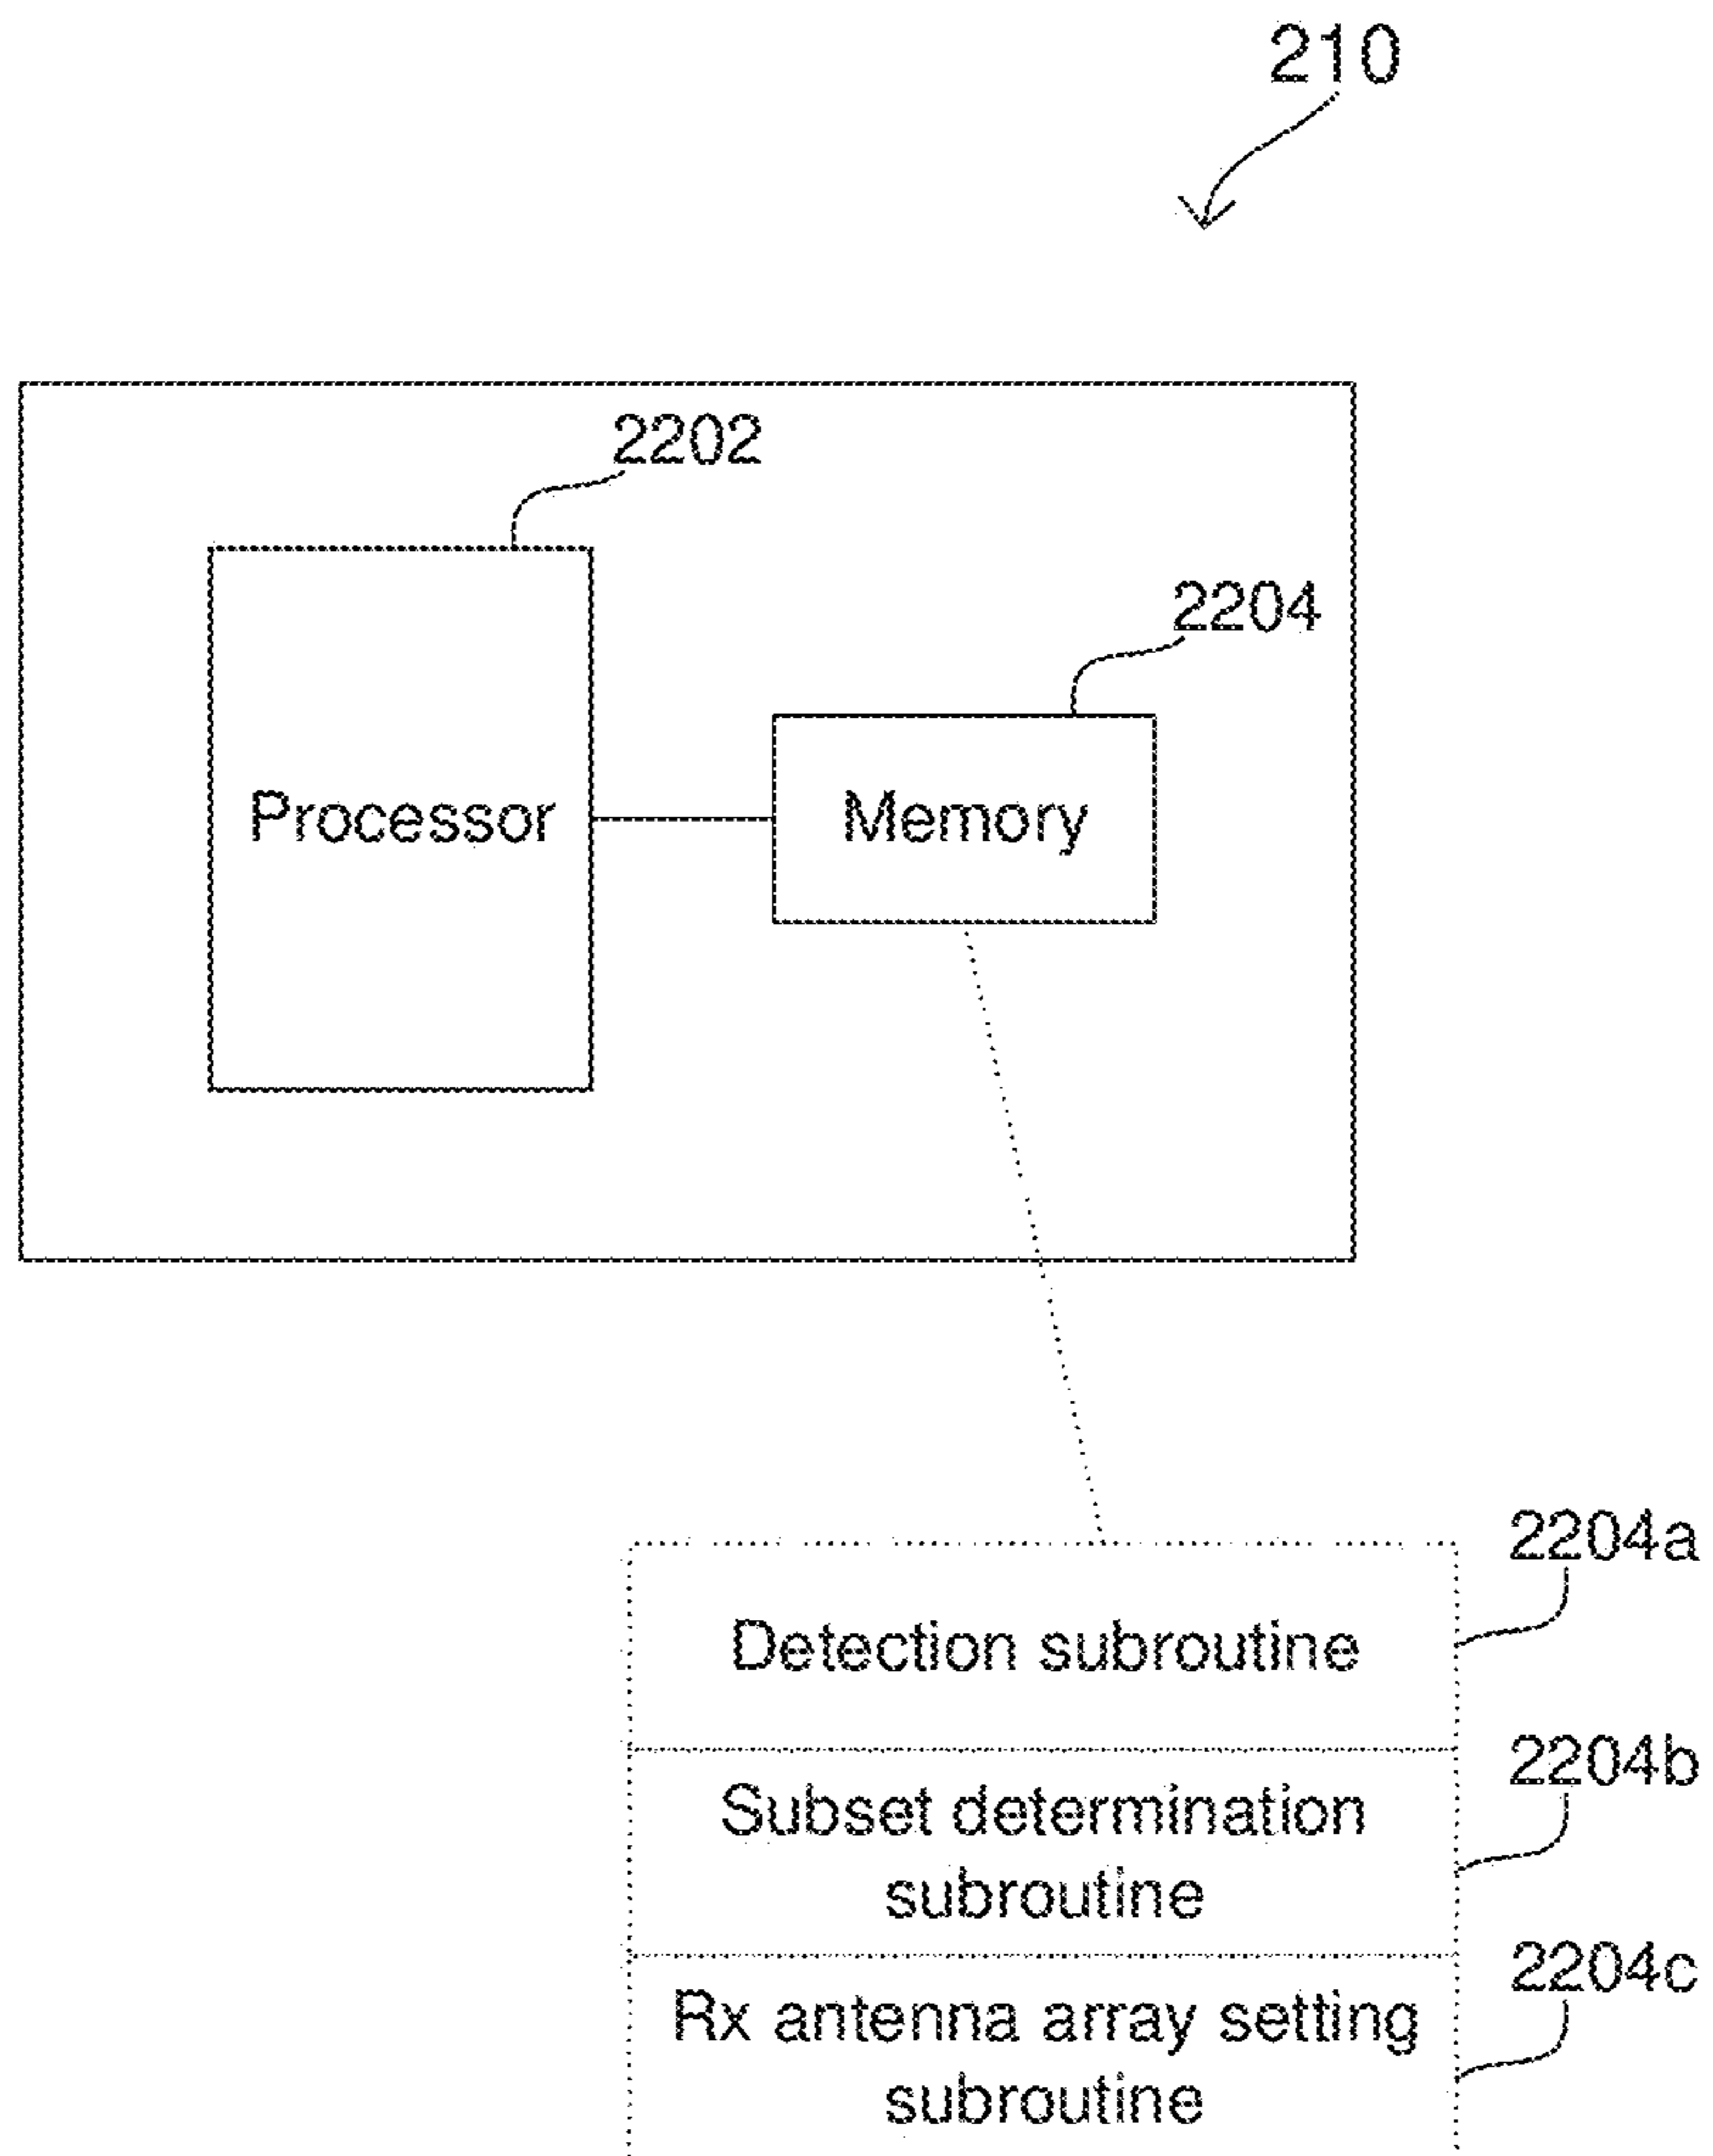 210
2202
2204
Processor
Memory
2204a
Detection subroutine
2204b
Subset determination
subroutine
2204c
Rx antenna array setting
subroutine